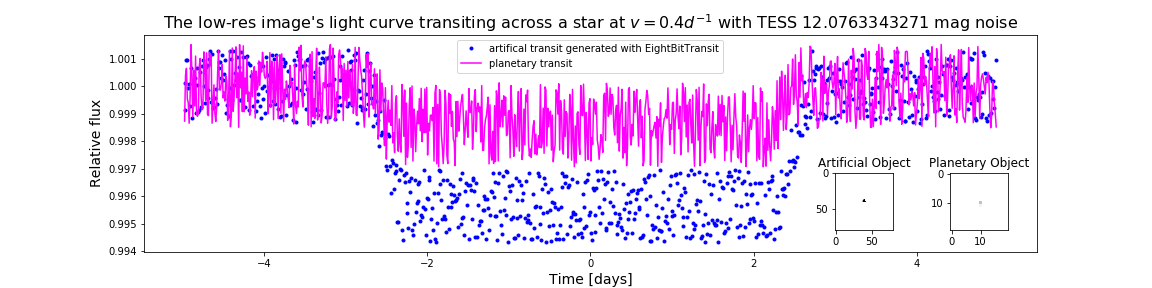 The low-res image's light curve transiting across a star at v = 0.4d⁻¹ with TESS 12.0763343271 mag noise
artifical transit generated with EightBitTransit
planetary transit
Relative flux
1.001
1.000
0.999
0.998
0.997
0.996
0.995
0.994
Artificial Object
0
50
0 50
Planetary Object
0
10
0 10
−4 −2 0 2 4
Time [days]